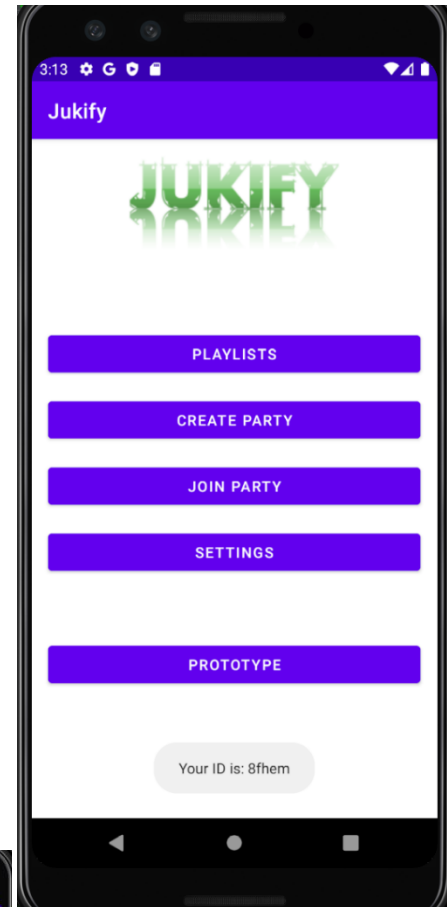 3:13
Jukify
JUKIFY
PLAYLISTS
CREATE PARTY
JOIN PARTY
SETTINGS
PROTOTYPE
Your ID is: 8fhem